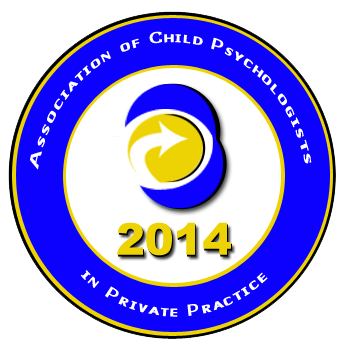 Association of Child Psychologists
2014
in Private Practice